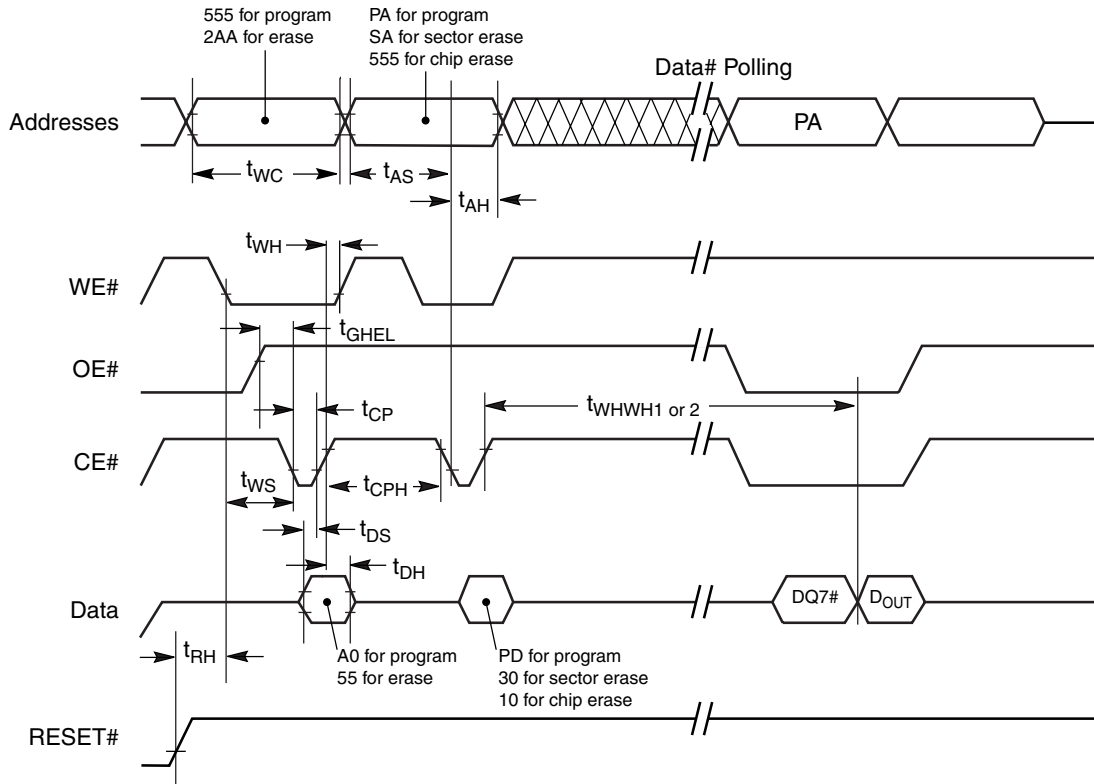 555 for program
2AA for erase
PA for program
SA for sector erase
555 for chip erase
Data# Polling
Addresses
PA
tWC
tAS
tAH
tWH
WE#
tGHEL
OE#
tCP
tWHWH1 or 2
CE#
tWS
tCPH
tDS
tDH
Data
DQ7#
DOUT
tRH
A0 for program
55 for erase
PD for program
30 for sector erase
10 for chip erase
RESET#